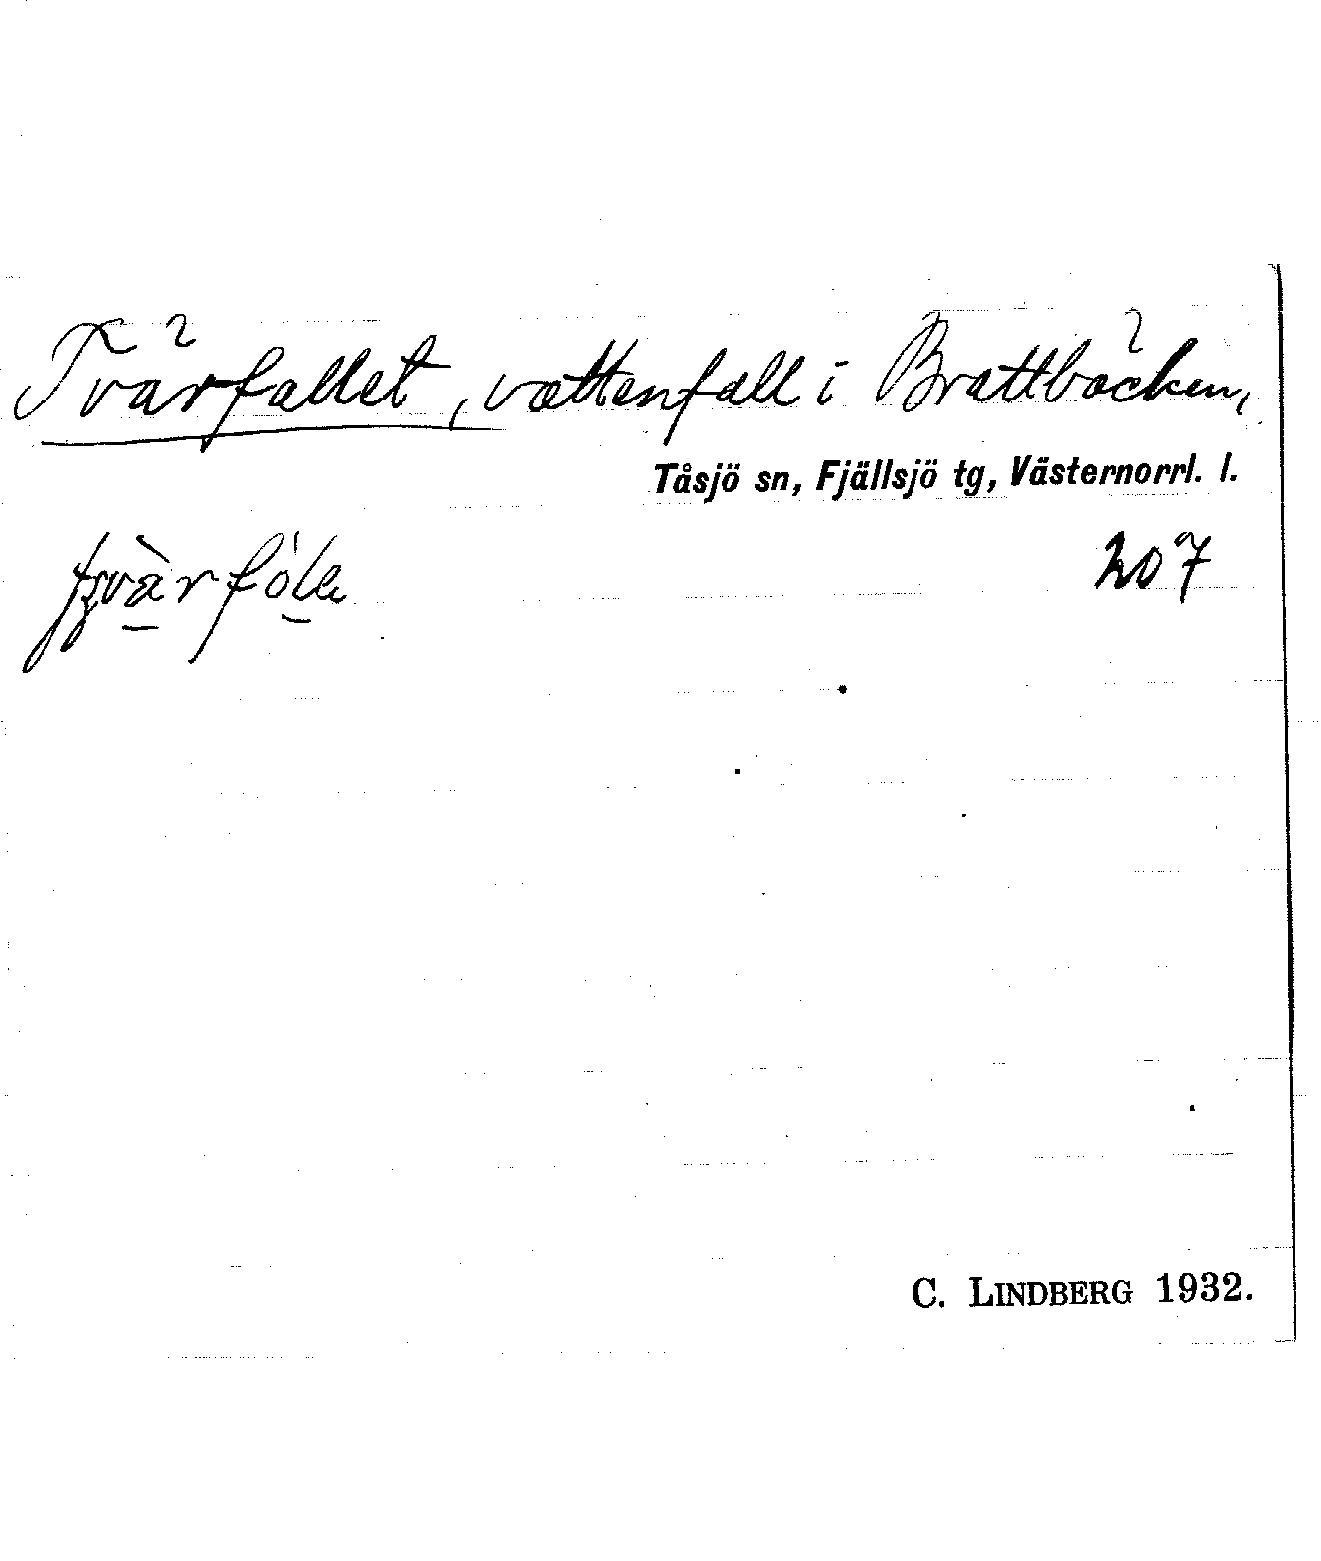 Tvärfallet, vattenfall i Brattbäcken,
Tåsjö sn, Fjällsjö tg, Västernorrl. l.
207
C. LINDBERG 1932.